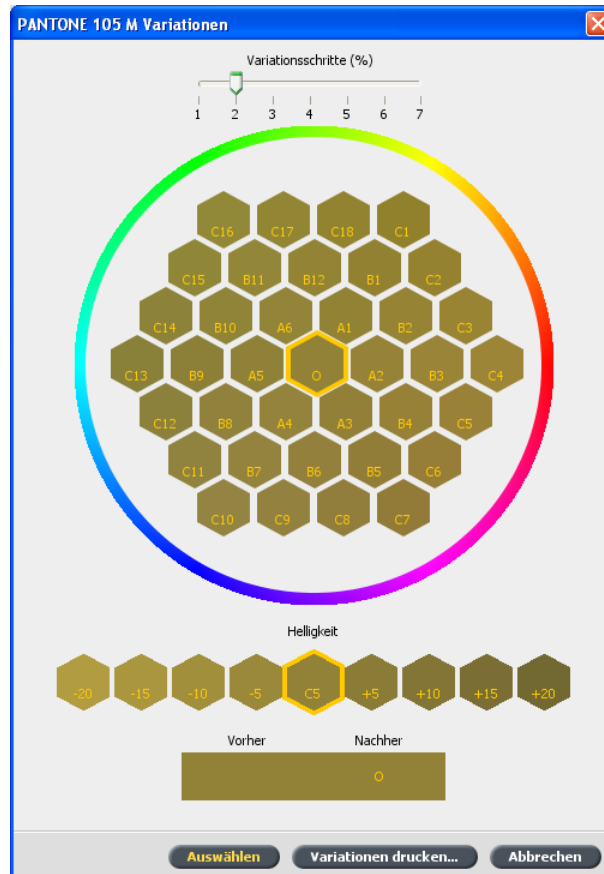 PANTONE 105 M Variationen
Variationsschritte (%)
1 2 3 4 5 6 7
C16 C17 C18 C1
C15 B11 B12 B1 C2
C14 B10 A6 A1 B2 C3
C13 B9 A5 O A2 B3 C4
C12 B8 A4 A3 B4 C5
C11 B7 B6 B5 C6
C10 C9 C8 C7
Helligkeit
-20 -15 -10 -5 C5 +5 +10 +15 +20
Vorher Nachher
O
Auswählen Variationen drucken... Abbrechen